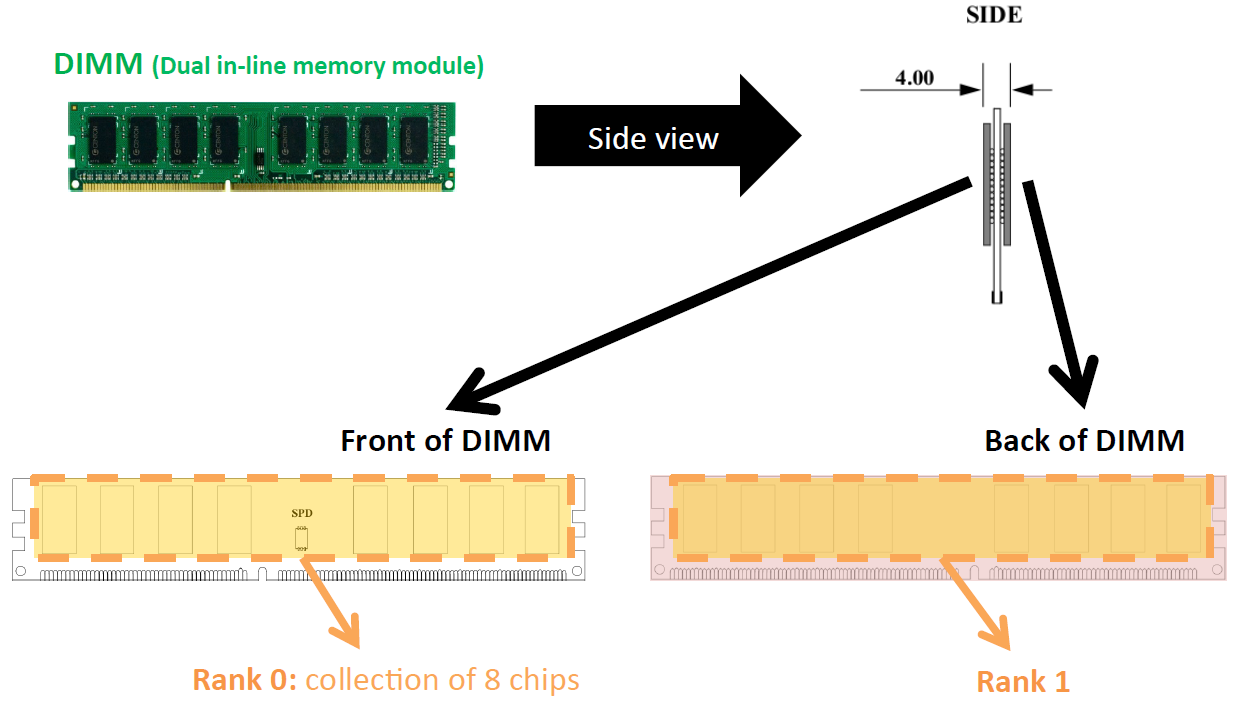 SIDE
DIMM (Dual in-line memory module)
4.00
Side view
Front of DIMM
Back of DIMM
SPD
Rank 0: collection of 8 chips
Rank 1